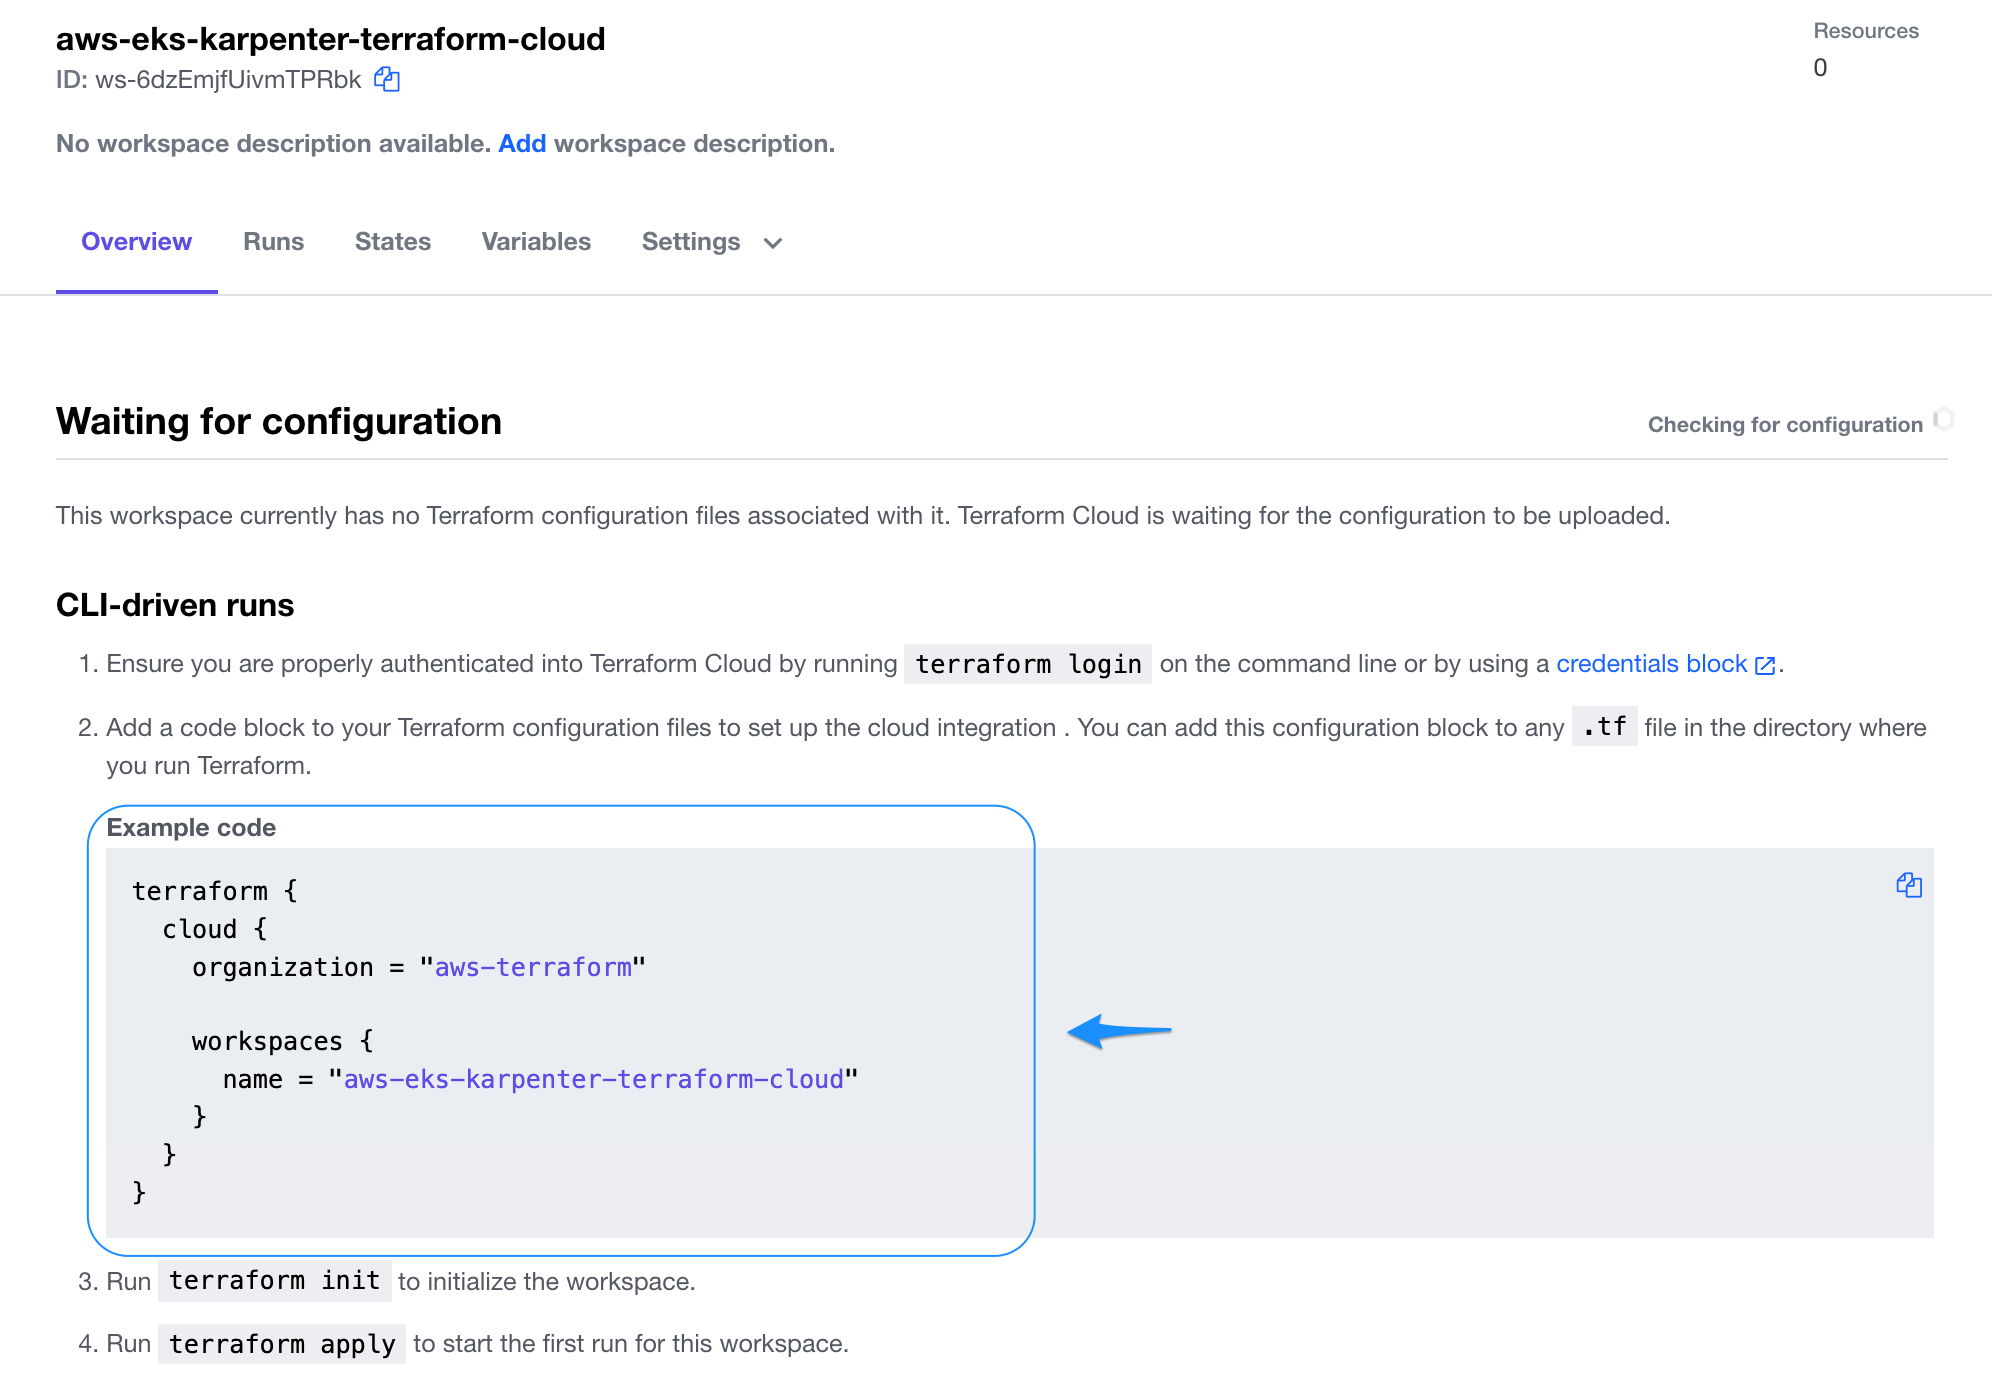 aws-eks-karpenter-terraform-cloud
Resources
ID: ws-6dzEmjfUivmTPRbk
0
No workspace description available. Add workspace description.
Overview Runs States Variables Settings
Waiting for configuration
Checking for configuration
This workspace currently has no Terraform configuration files associated with it. Terraform Cloud is waiting for the configuration to be uploaded.
CLI-driven runs
1. Ensure you are properly authenticated into Terraform Cloud by running terraform login on the command line or by using a credentials block .
2. Add a code block to your Terraform configuration files to set up the cloud integration . You can add this configuration block to any .tf file in the directory where
you run Terraform.
Example code
terraform {
  cloud {
    organization = "aws-terraform"
    workspaces {
      name = "aws-eks-karpenter-terraform-cloud"
    }
  }
}
3. Run terraform init to initialize the workspace.
4. Run terraform apply to start the first run for this workspace.